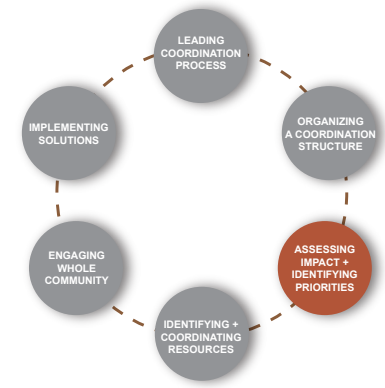 LEADING
COORDINATION
PROCESS
ORGANIZING
A COORDINATION
STRUCTURE
ASSESSING
IMPACT +
IDENTIFYING
PRIORITIES
IDENTIFYING +
COORDINATING
RESOURCES
ENGAGING
WHOLE
COMMUNITY
IMPLEMENTING
SOLUTIONS